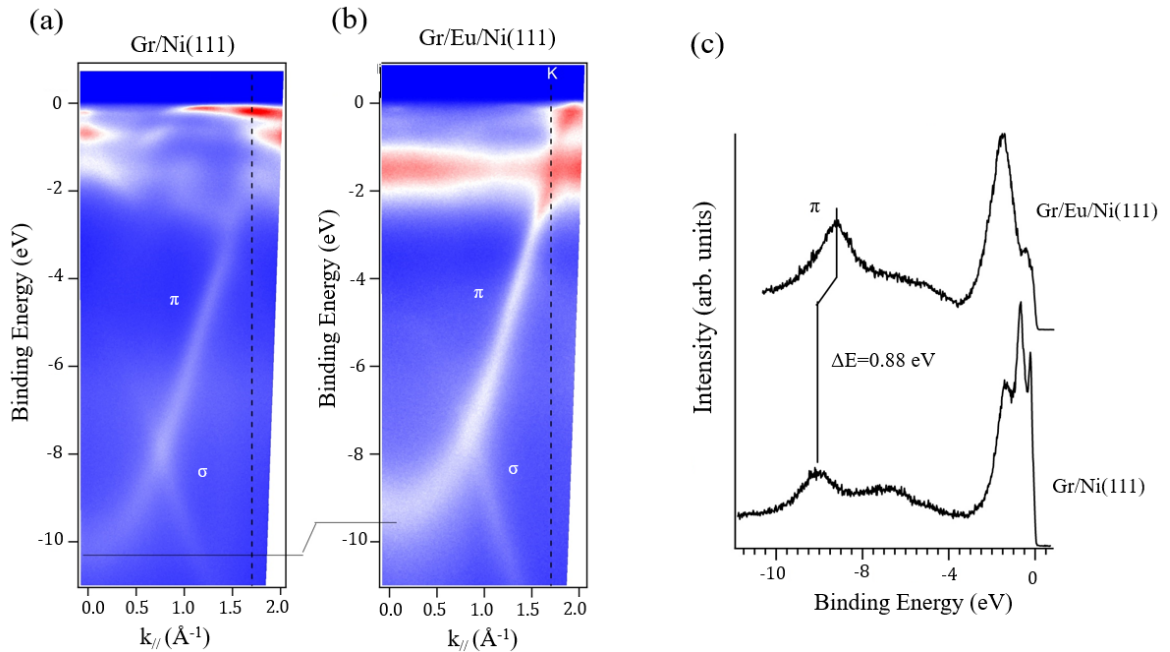 (a)
Gr/Ni(111)
Binding Energy (eV)
0
-2
-4
-6
-8
-10
π
σ
0.0 0.5 1.0 1.5 2.0
k// (Å-1)
(b)
Gr/Eu/Ni(111)
K
Binding Energy (eV)
0
-2
-4
-6
-8
-10
π
σ
0.0 0.5 1.0 1.5 2.0
k// (Å-1)
(c)
Intensity (arb. units)
π
Gr/Eu/Ni(111)
ΔE=0.88 eV
Gr/Ni(111)
-10 -4 0
Binding Energy (eV)